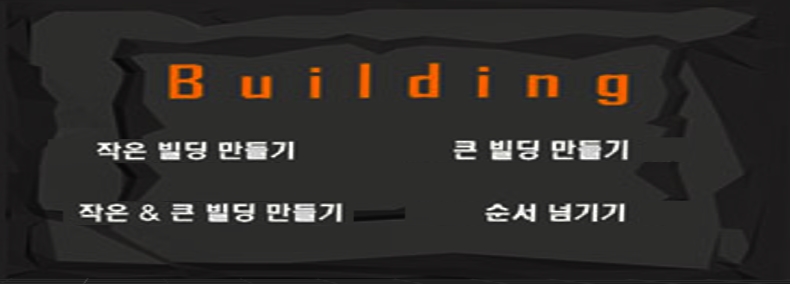 Building
작은 빌딩 만들기 큰 빌딩 만들기
작은 & 큰 빌딩 만들기 순서 넘기기